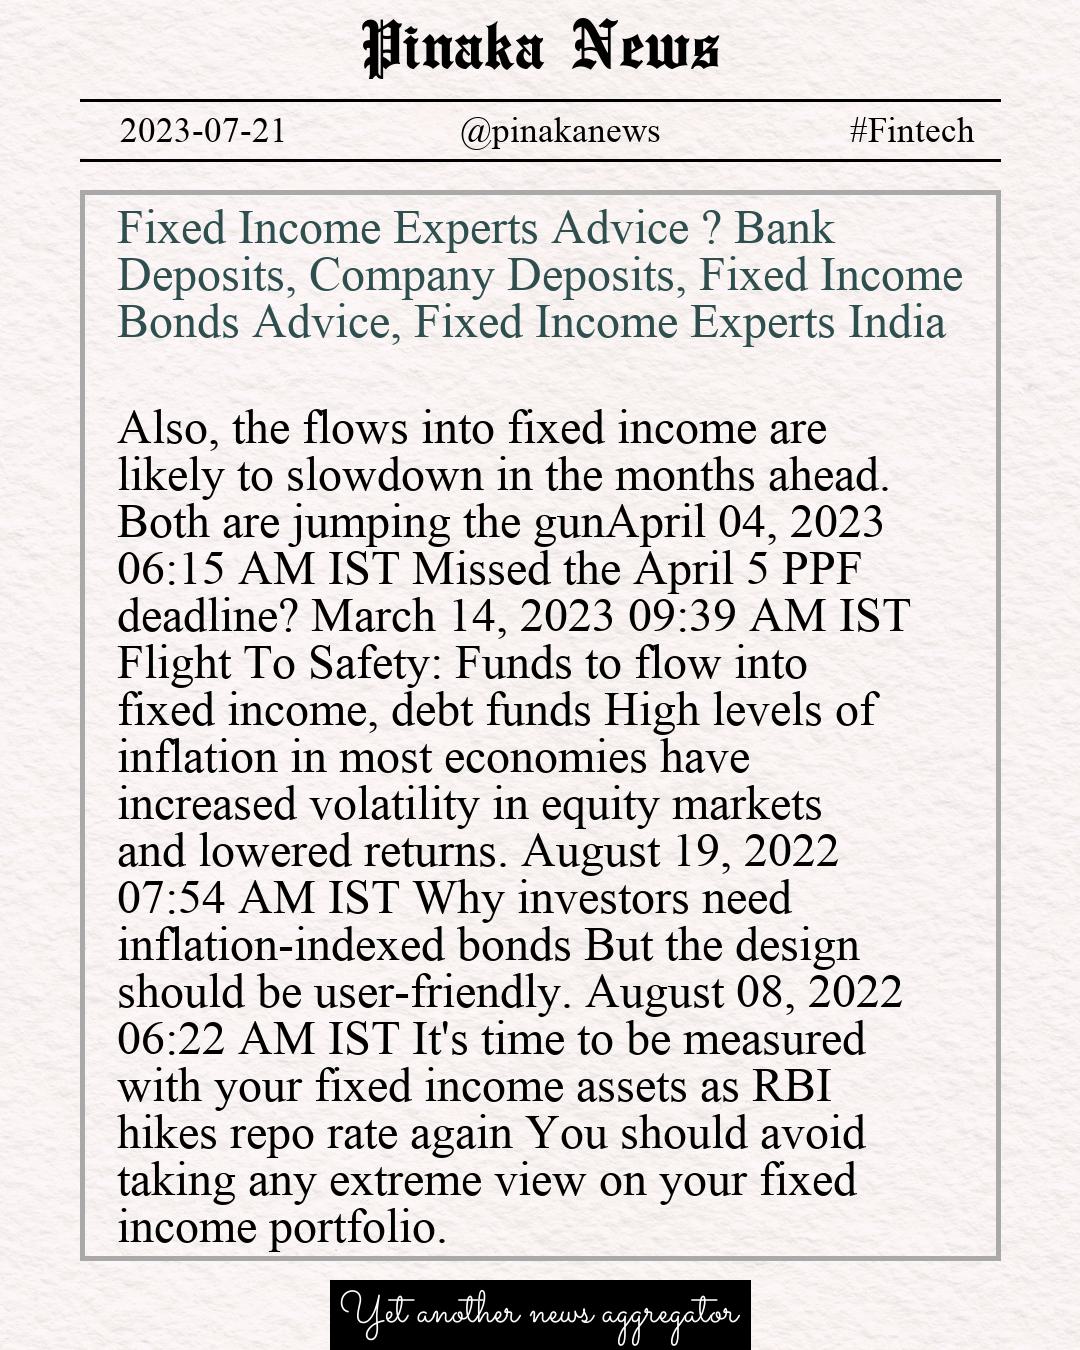 Pinaka News
2023-07-21 @pinakanews #Fintech
Fixed Income Experts Advice ? Bank
Deposits, Company Deposits, Fixed Income
Bonds Advice, Fixed Income Experts India
Also, the flows into fixed income are
likely to slowdown in the months ahead.
Both are jumping the gunApril 04, 2023
06:15 AM IST Missed the April 5 PPF
deadline? March 14, 2023 09:39 AM IST
Flight To Safety: Funds to flow into
fixed income, debt funds High levels of
inflation in most economies have
increased volatility in equity markets
and lowered returns. August 19, 2022
07:54 AM IST Why investors need
inflation-indexed bonds But the design
should be user-friendly. August 08, 2022
06:22 AM IST It's time to be measured
with your fixed income assets as RBI
hikes repo rate again You should avoid
taking any extreme view on your fixed
income portfolio.
Yet another news aggregator